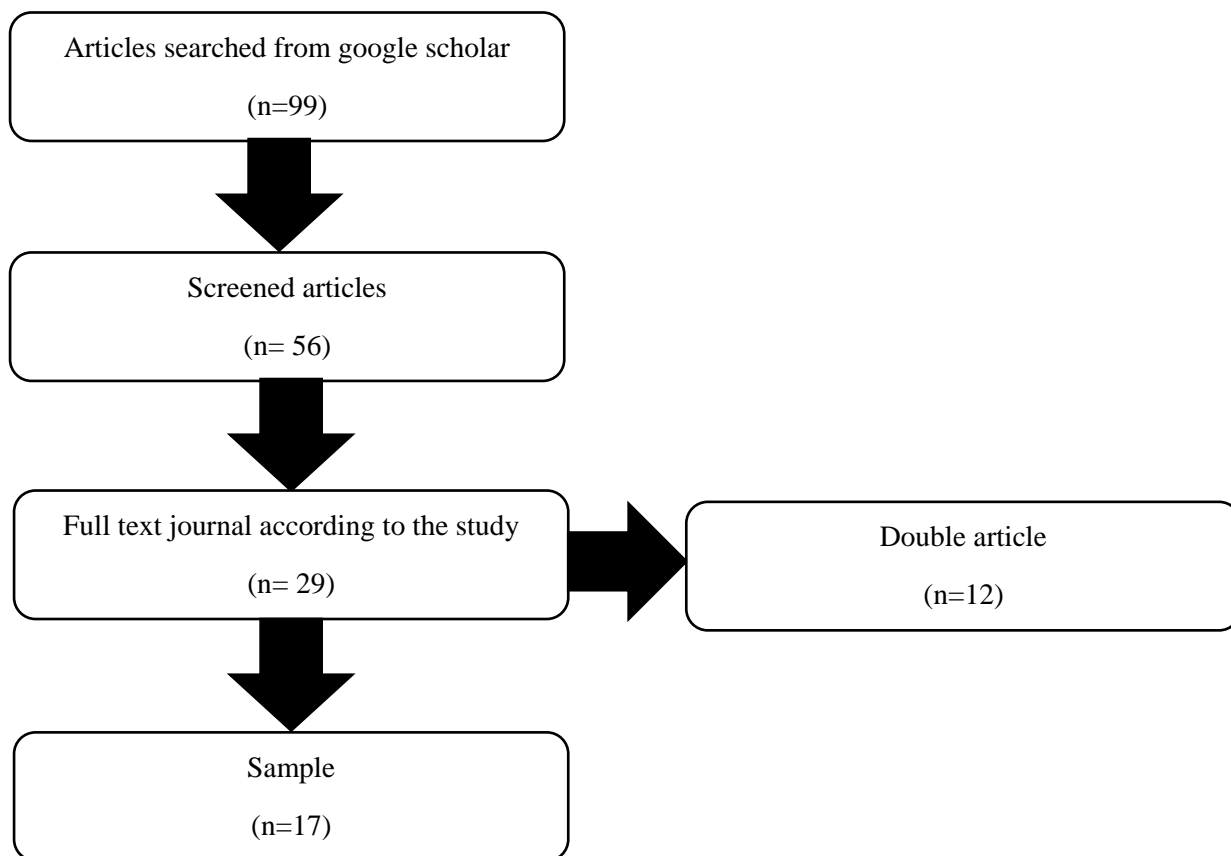 Articles searched from google scholar
(n=99)
Screened articles
(n= 56)
Full text journal according to the study
(n= 29)
Double article
(n=12)
Sample
(n=17)